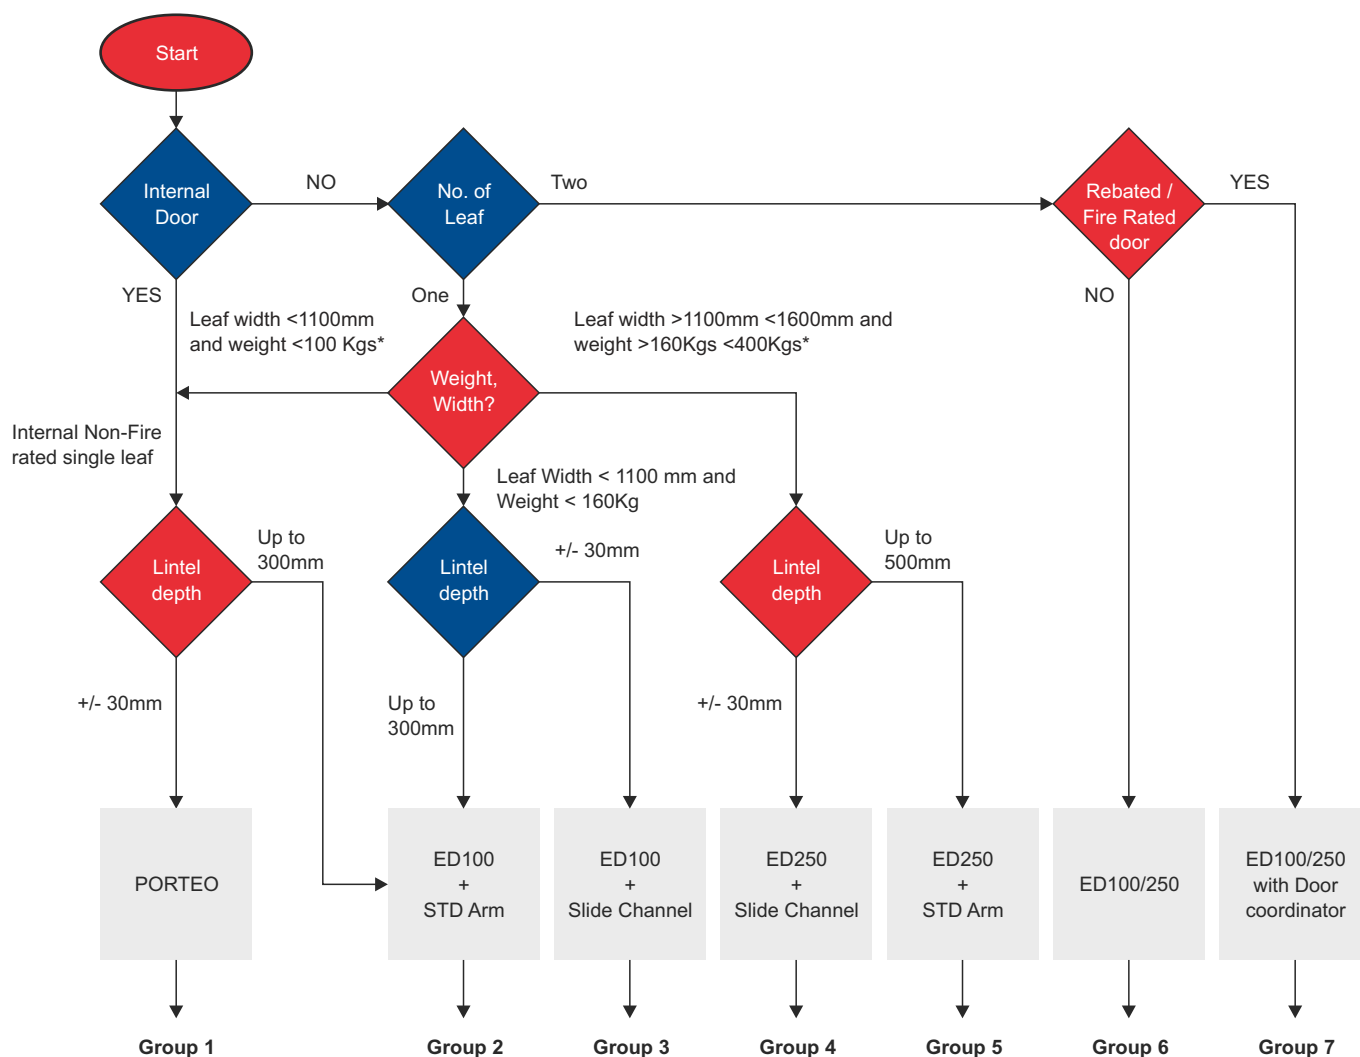 Start
Internal
Door
NO
No. of
Leaf
Two
Rebated /
Fire Rated
door
YES
YES
One
NO
Leaf width <1100mm
and weight <100 Kgs*
Leaf width >1100mm <1600mm and
weight >160Kgs <400Kgs*
Weight,
Width?
Internal Non-Fire
rated single leaf
Leaf Width < 1100 mm and
Weight < 160Kg
Lintel
depth
Up to
300mm
Lintel
depth
+/- 30mm
Lintel
depth
Up to
500mm
+/- 30mm
Up to
300mm
+/- 30mm
PORTEO
ED100
+
STD Arm
ED100
+
Slide Channel
ED250
+
Slide Channel
ED250
+
STD Arm
ED100/250
ED100/250
with Door
coordinator
Group 1
Group 2
Group 3
Group 4
Group 5
Group 6
Group 7